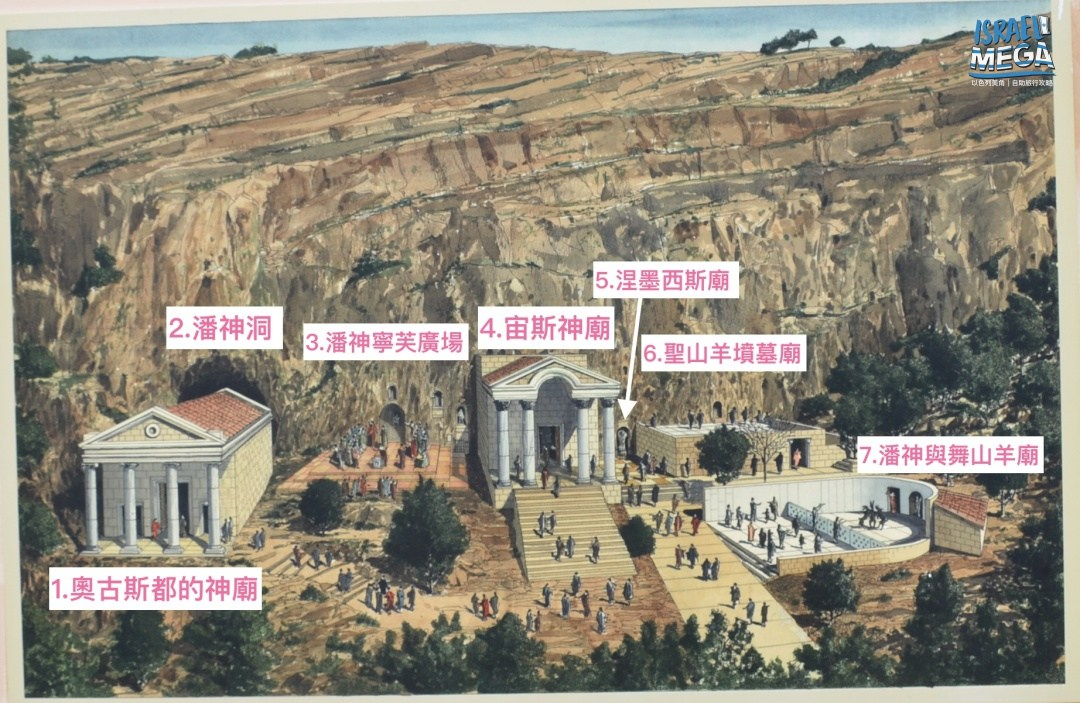 ISRAEL
MEGA
以色列美角｜自助旅行攻略
5.涅墨西斯廟
2.潘神洞
3.潘神寧芙廣場
4.宙斯神廟
6.聖山羊墳墓廟
7.潘神與舞山羊廟
1.奧古斯都的神廟